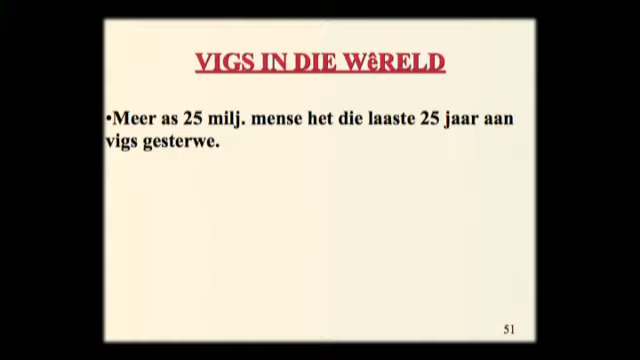 VIGS IN DIE WêRELD
•Meer as 25 milj. mense het die laaste 25 jaar aan
vigs gesterwe.
51